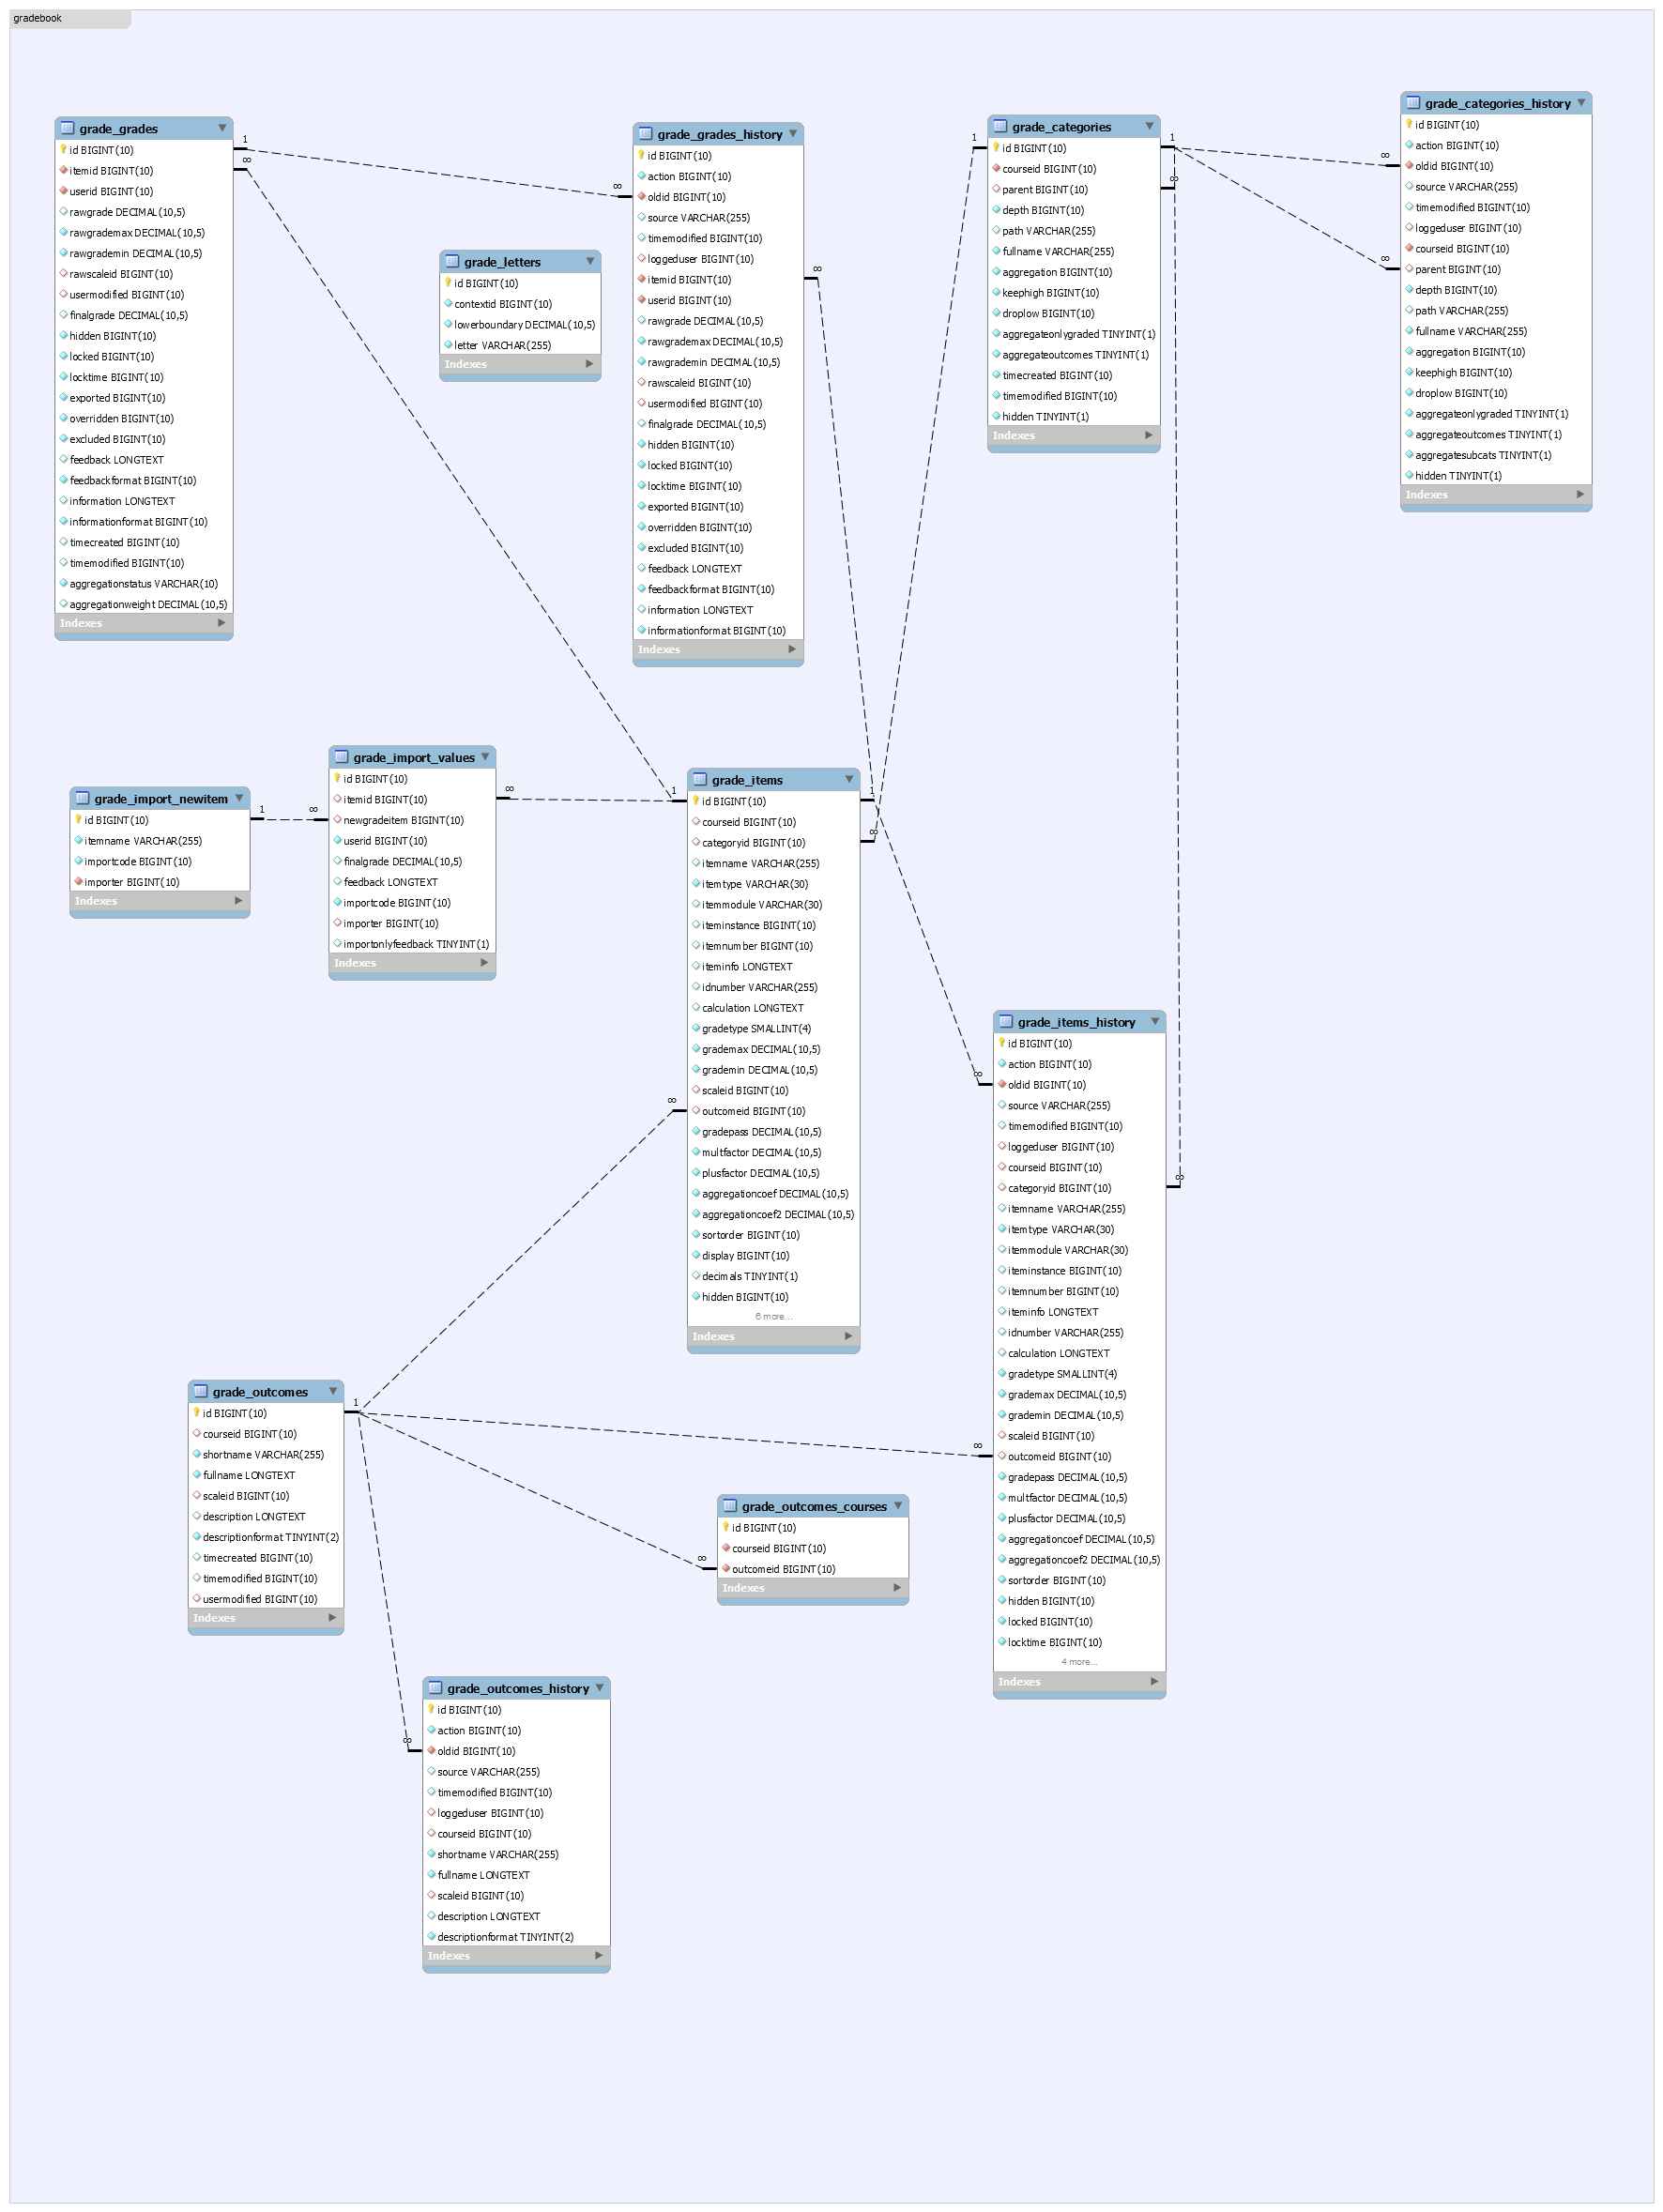 gradebook
grade_grades
id BIGINT(10)
itemid BIGINT(10)
userid BIGINT(10)
rawgrade DECIMAL(10,5)
rawgrademax DECIMAL(10,5)
rawgrademin DECIMAL(10,5)
rawscaleid BIGINT(10)
usermodified BIGINT(10)
finalgrade DECIMAL(10,5)
hidden BIGINT(10)
locked BIGINT(10)
locktime BIGINT(10)
exported BIGINT(10)
overridden BIGINT(10)
excluded BIGINT(10)
feedback LONGTEXT
feedbackformat BIGINT(10)
information LONGTEXT
informationformat BIGINT(10)
timecreated BIGINT(10)
timemodified BIGINT(10)
aggregationstatus VARCHAR(10)
aggregationweight DECIMAL(10,5)
Indexes
1
∞
∞
grade_letters
id BIGINT(10)
contextid BIGINT(10)
lowerboundary DECIMAL(10,5)
letter VARCHAR(255)
Indexes
grade_grades_history
id BIGINT(10)
action BIGINT(10)
oldid BIGINT(10)
source VARCHAR(255)
timemodified BIGINT(10)
loggeduser BIGINT(10)
itemid BIGINT(10)
userid BIGINT(10)
rawgrade DECIMAL(10,5)
rawgrademax DECIMAL(10,5)
rawgrademin DECIMAL(10,5)
rawscaleid BIGINT(10)
usermodified BIGINT(10)
finalgrade DECIMAL(10,5)
hidden BIGINT(10)
locked BIGINT(10)
locktime BIGINT(10)
exported BIGINT(10)
overridden BIGINT(10)
excluded BIGINT(10)
feedback LONGTEXT
feedbackformat BIGINT(10)
information LONGTEXT
informationformat BIGINT(10)
Indexes
∞
1
grade_categories
id BIGINT(10)
courseid BIGINT(10)
parent BIGINT(10)
depth BIGINT(10)
path VARCHAR(255)
fullname VARCHAR(255)
aggregation BIGINT(10)
keephigh BIGINT(10)
droplow BIGINT(10)
aggregateonlygraded TINYINT(1)
aggregateoutcomes TINYINT(1)
timecreated BIGINT(10)
timemodified BIGINT(10)
hidden TINYINT(1)
Indexes
1
∞
∞
∞
grade_categories_history
id BIGINT(10)
action BIGINT(10)
oldid BIGINT(10)
source VARCHAR(255)
timemodified BIGINT(10)
loggeduser BIGINT(10)
courseid BIGINT(10)
parent BIGINT(10)
depth BIGINT(10)
path VARCHAR(255)
fullname VARCHAR(255)
aggregation BIGINT(10)
keephigh BIGINT(10)
droplow BIGINT(10)
aggregateonlygraded TINYINT(1)
aggregateoutcomes TINYINT(1)
aggregatesubcats TINYINT(1)
hidden TINYINT(1)
Indexes
grade_import_newitem
id BIGINT(10)
itemname VARCHAR(255)
importcode BIGINT(10)
importer BIGINT(10)
Indexes
1
∞
grade_import_values
id BIGINT(10)
itemid BIGINT(10)
newgradeitem BIGINT(10)
userid BIGINT(10)
finalgrade DECIMAL(10,5)
feedback LONGTEXT
importcode BIGINT(10)
importer BIGINT(10)
importonlyfeedback TINYINT(1)
Indexes
∞
1
grade_items
id BIGINT(10)
courseid BIGINT(10)
categoryid BIGINT(10)
itemname VARCHAR(255)
itemtype VARCHAR(30)
itemmodule VARCHAR(30)
iteminstance BIGINT(10)
itemnumber BIGINT(10)
iteminfo LONGTEXT
idnumber VARCHAR(255)
calculation LONGTEXT
gradetype SMALLINT(4)
grademax DECIMAL(10,5)
grademin DECIMAL(10,5)
scaleid BIGINT(10)
outcomeid BIGINT(10)
gradepass DECIMAL(10,5)
multfactor DECIMAL(10,5)
plusfactor DECIMAL(10,5)
aggregationcoef DECIMAL(10,5)
aggregationcoef2 DECIMAL(10,5)
sortorder BIGINT(10)
display BIGINT(10)
decimals TINYINT(1)
hidden BIGINT(10)
6 more...
Indexes
1
∞
∞
∞
grade_items_history
id BIGINT(10)
action BIGINT(10)
oldid BIGINT(10)
source VARCHAR(255)
timemodified BIGINT(10)
loggeduser BIGINT(10)
courseid BIGINT(10)
categoryid BIGINT(10)
itemname VARCHAR(255)
itemtype VARCHAR(30)
itemmodule VARCHAR(30)
iteminstance BIGINT(10)
itemnumber BIGINT(10)
iteminfo LONGTEXT
idnumber VARCHAR(255)
calculation LONGTEXT
gradetype SMALLINT(4)
grademax DECIMAL(10,5)
grademin DECIMAL(10,5)
scaleid BIGINT(10)
outcomeid BIGINT(10)
gradepass DECIMAL(10,5)
multfactor DECIMAL(10,5)
plusfactor DECIMAL(10,5)
aggregationcoef DECIMAL(10,5)
aggregationcoef2 DECIMAL(10,5)
sortorder BIGINT(10)
hidden BIGINT(10)
locked BIGINT(10)
locktime BIGINT(10)
4 more...
Indexes
∞
∞
grade_outcomes
id BIGINT(10)
courseid BIGINT(10)
shortname VARCHAR(255)
fullname LONGTEXT
scaleid BIGINT(10)
description LONGTEXT
descriptionformat TINYINT(2)
timecreated BIGINT(10)
timemodified BIGINT(10)
usermodified BIGINT(10)
Indexes
1
∞
grade_outcomes_courses
id BIGINT(10)
courseid BIGINT(10)
outcomeid BIGINT(10)
Indexes
∞
grade_outcomes_history
id BIGINT(10)
action BIGINT(10)
oldid BIGINT(10)
source VARCHAR(255)
timemodified BIGINT(10)
loggeduser BIGINT(10)
courseid BIGINT(10)
shortname VARCHAR(255)
fullname LONGTEXT
scaleid BIGINT(10)
description LONGTEXT
descriptionformat TINYINT(2)
Indexes